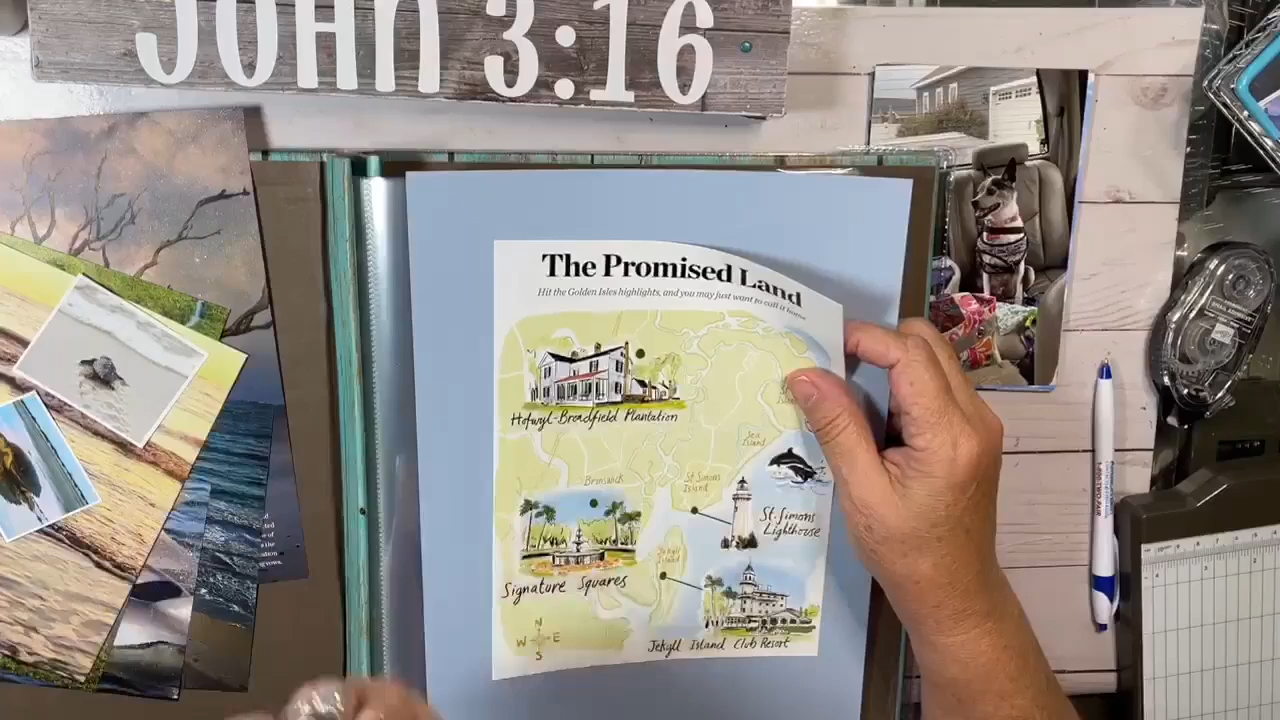 JOHN 3:16
The Promised Land
Hit the Golden Isles highlights, and you may just want to call it home
Hofwyl-Broadfield Plantation
Sea
Island
Brunswick
St. Simons
Island
St. Simons
Lighthouse
Jekyll
Island
Signature Squares
N
W E
S
Jekyll Island Club Resort